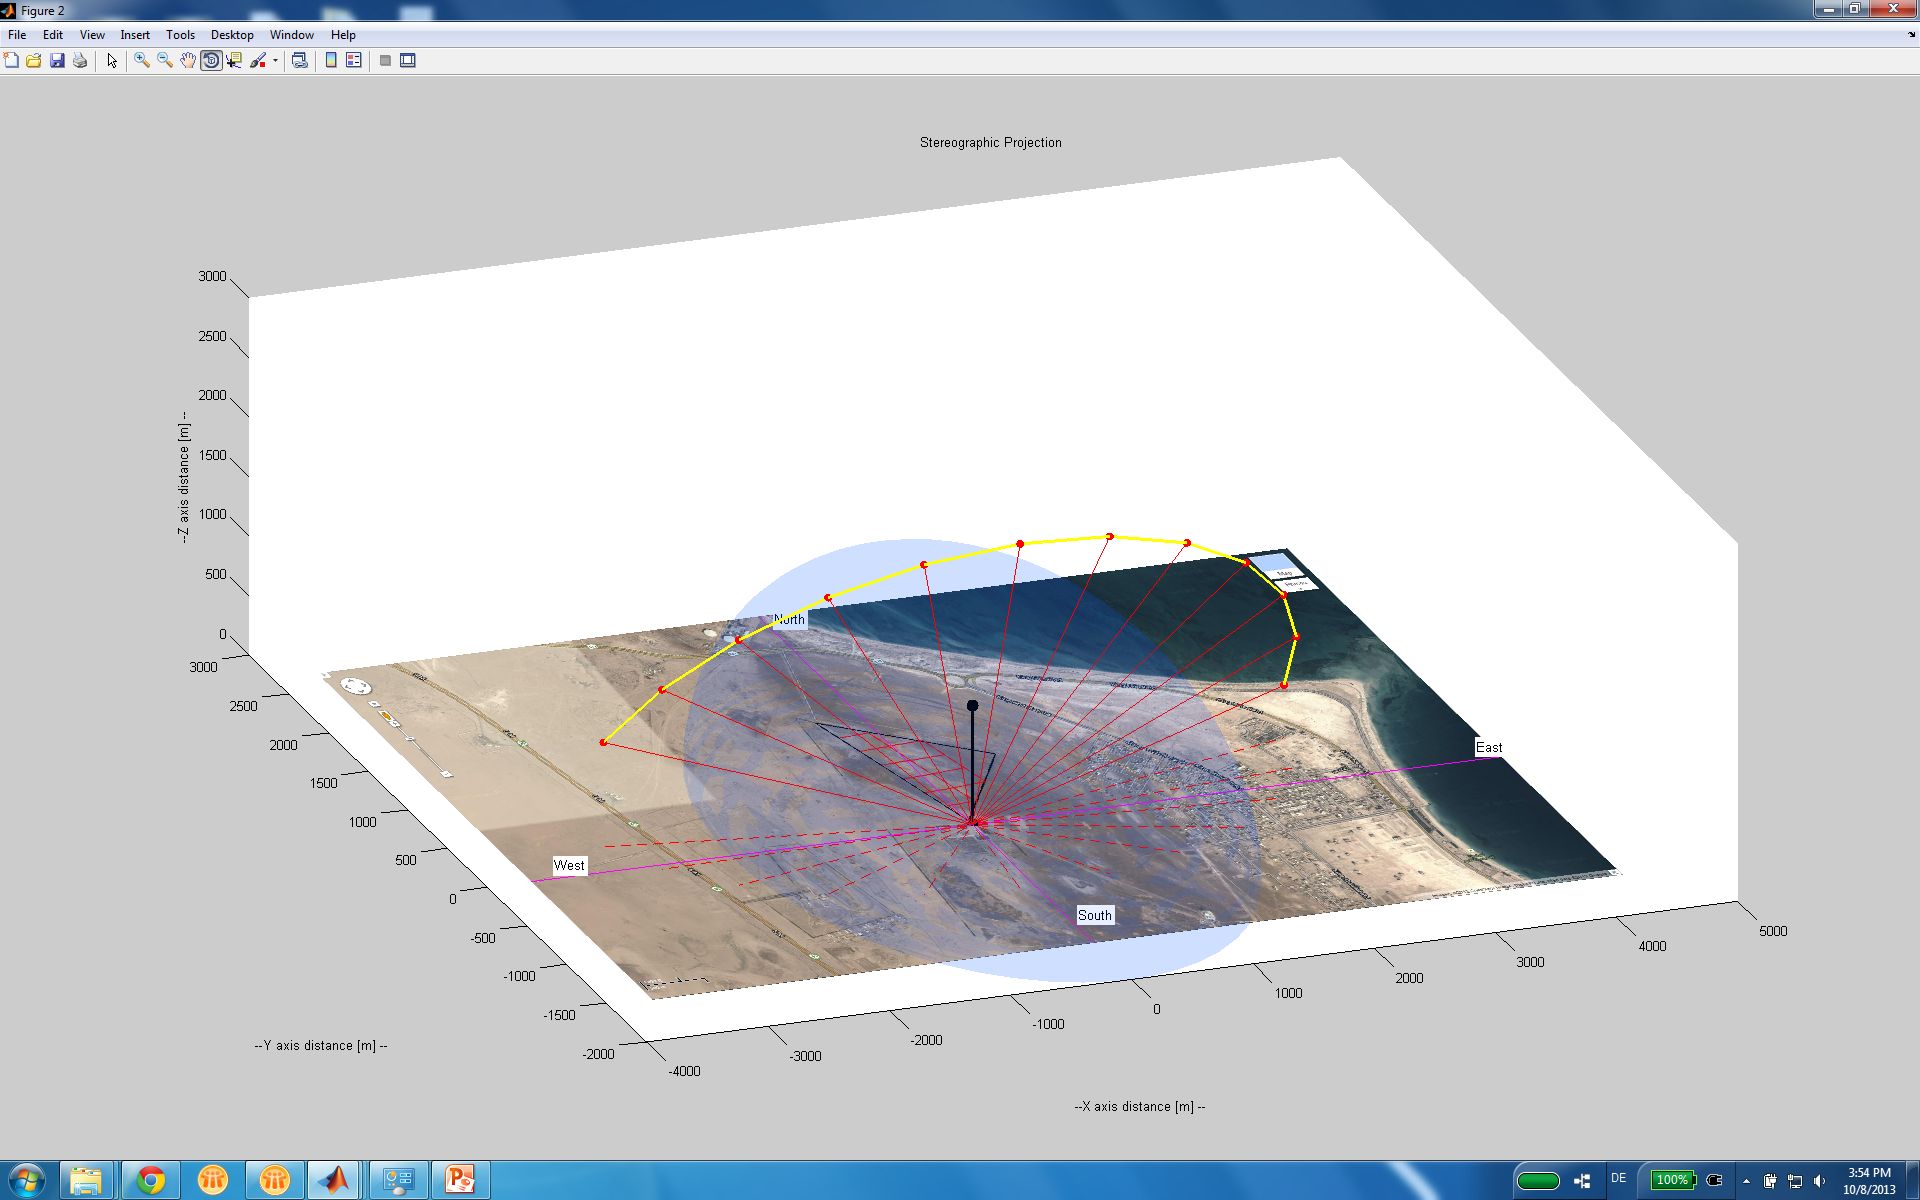 Figure 2
File Edit View Insert Tools Desktop Window Help
Stereographic Projection
3000
2500
2000
1500
1000
500
0
--Z axis distance [m] --
3000
2500
2000
1500
1000
500
0
-500
-1000
-1500
-2000
--Y axis distance [m] --
-4000
-3000
-2000
-1000
0
1000
2000
3000
4000
5000
--X axis distance [m] --
North
East
West
South
Map
DE
100%
3:54 PM
10/8/2013